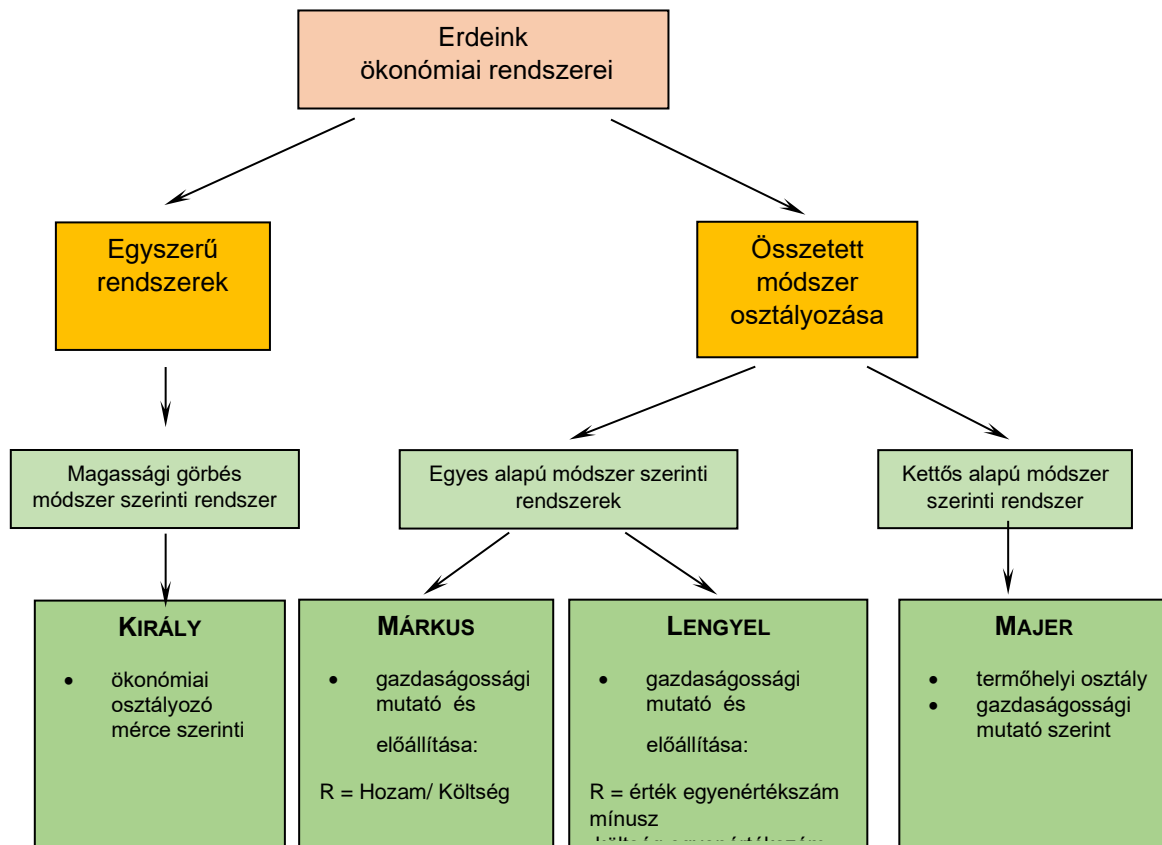 Erdeink
ökonómiai rendszerei
Egyszerű
rendszerek
Összetett
módszer
osztályozása
Magassági görbés
módszer szerinti rendszer
Egyes alapú módszer szerinti
rendszerek
Kettős alapú módszer
szerinti rendszer
KIRÁLY
• ökonómiai
osztályozó
mérce szerinti
MÁRKUS
• gazdaságossági
mutató és
előállítása:
R = Hozam/ Költség
LENGYEL
• gazdaságossági
mutató és
előállítása:
R = érték egyenértékszám
mínusz
MAJER
• termőhelyi osztály
• gazdaságossági
mutató szerint